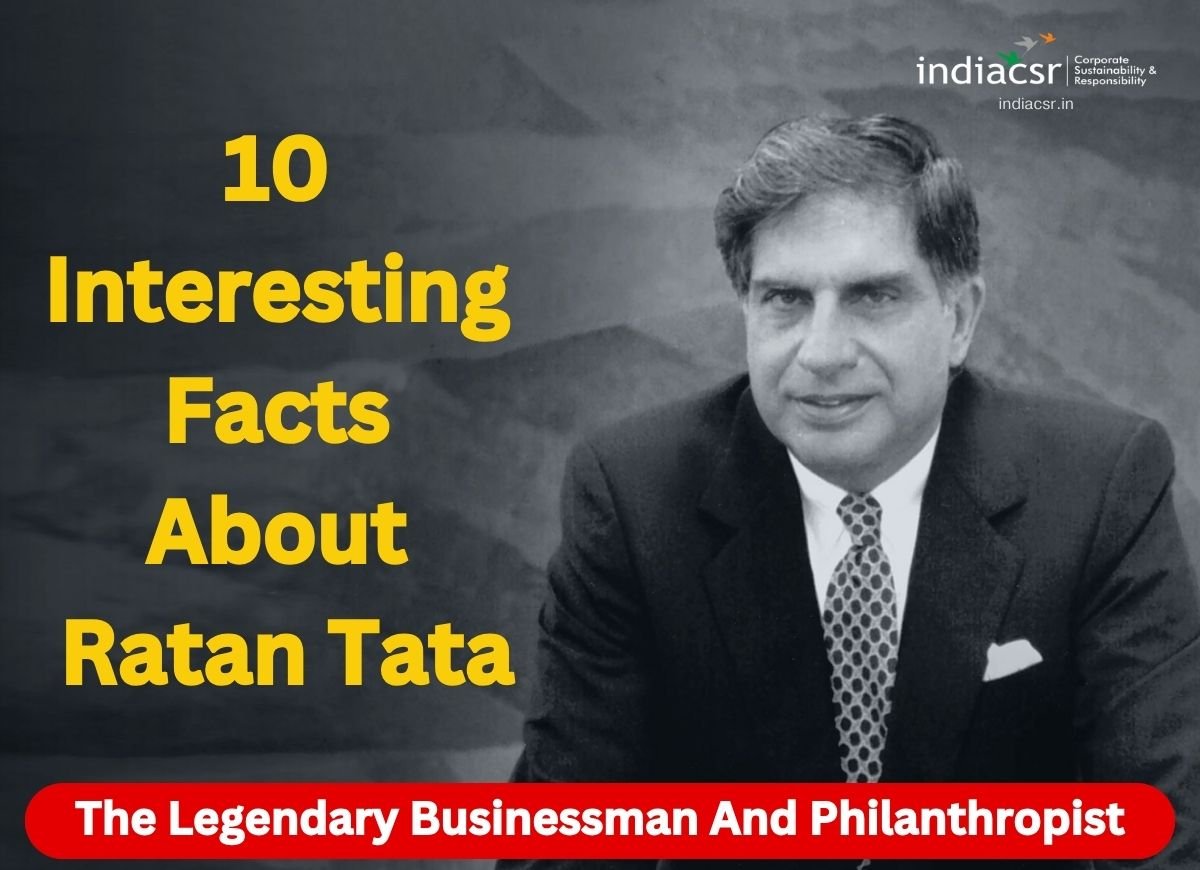 indiacsr
Corporate
Sustainability &
Responsibility
indiacsr.in
10
Interesting
Facts
About
Ratan Tata
The Legendary Businessman And Philanthropist